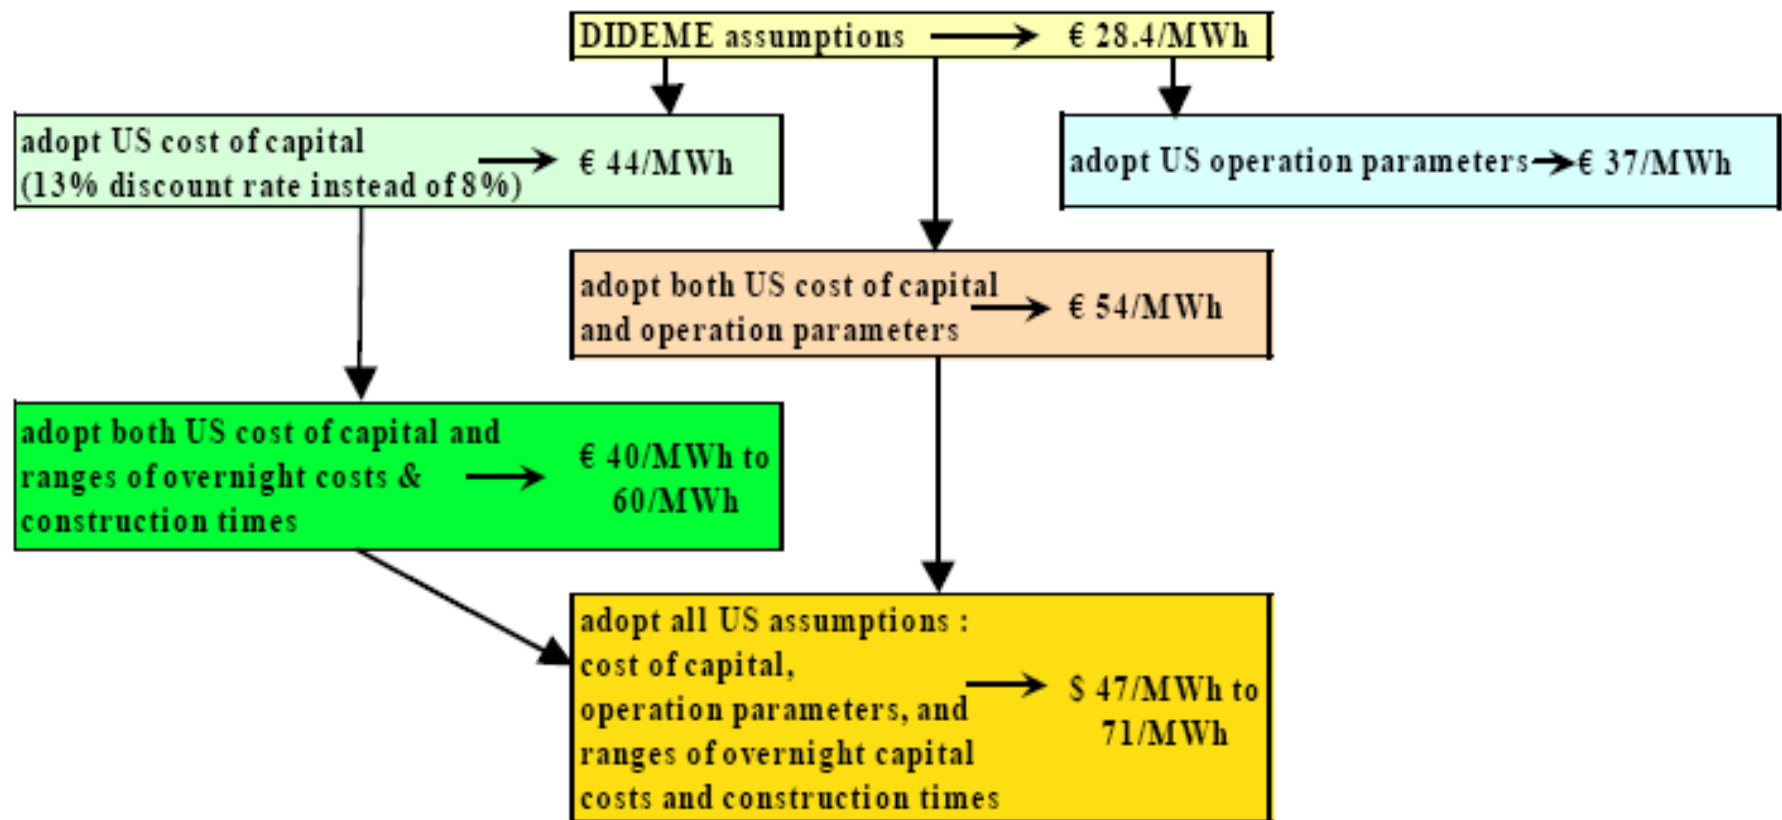 DIDEME assumptions → € 28.4/MWh
adopt US cost of capital
(13% discount rate instead of 8%) → € 44/MWh
adopt US operation parameters → € 37/MWh
adopt both US cost of capital
and operation parameters → € 54/MWh
adopt both US cost of capital and
ranges of overnight costs &
construction times
→ € 40/MWh to
60/MWh
adopt all US assumptions :
cost of capital,
operation parameters, and
ranges of overnight capital
costs and construction times
→ $ 47/MWh to
71/MWh